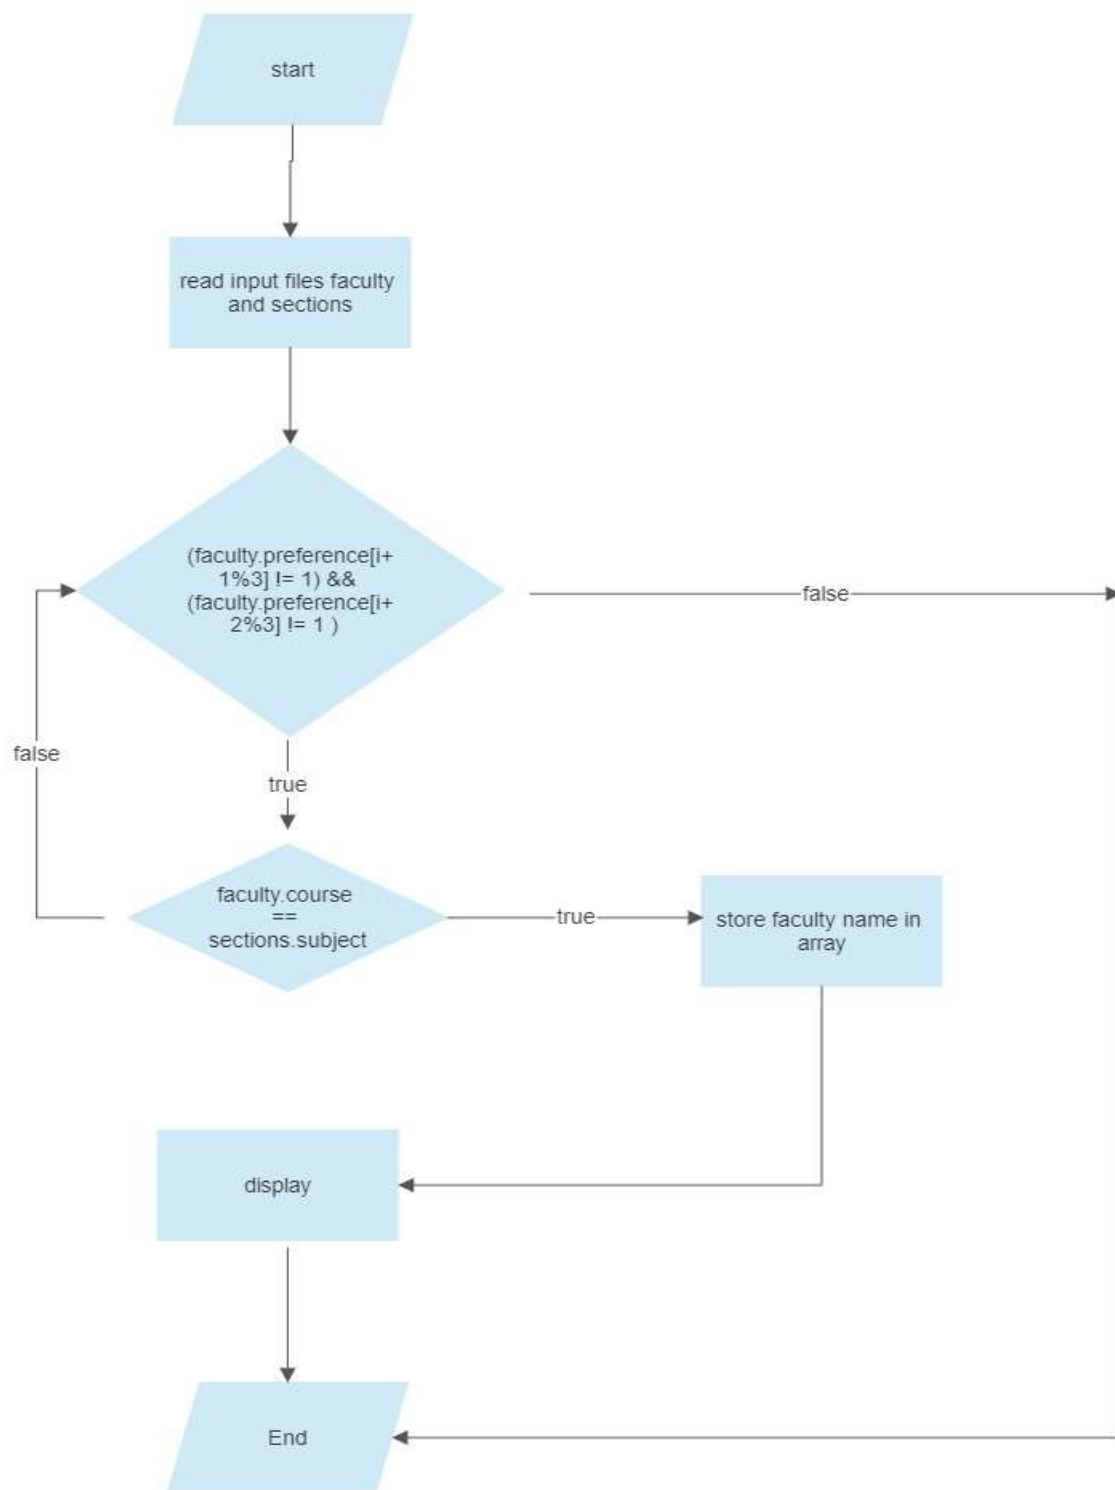 start
read input files faculty
and sections
(faculty.preference[i+
1%3] != 1) &&
(faculty.preference[i+
2%3] != 1 )
false
false
true
faculty.course
==
sections.subject
true
store faculty name in
array
display
End